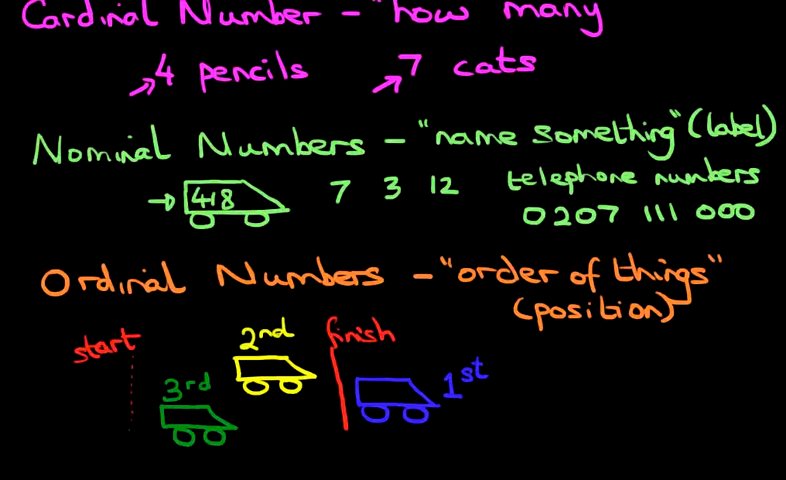 Cardinal Number - "how many
4 pencils 7 cats
Nominal Numbers - "name something" (label)
418 7 3 12 telephone numbers
0207 111 000
Ordinal Numbers - "order of things"
(position)
start 2nd finish
3rd 1st